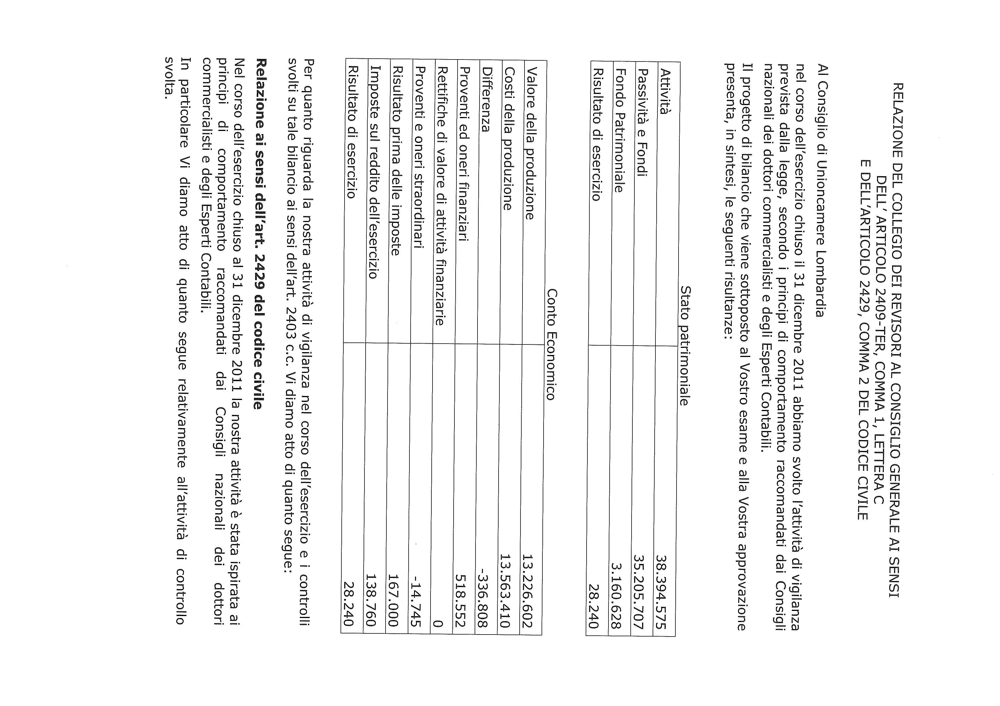 RELAZIONE DEL COLLEGIO DEI REVISORI AL CONSIGLIO GENERALE AI SENSI
DELL' ARTICOLO 2409-TER, COMMA 1, LETTERA C
E DELL'ARTICOLO 2429, COMMA 2 DEL CODICE CIVILE
Al Consiglio di Unioncamere Lombardia
nel corso dell'esercizio chiuso il 31 dicembre 2011 abbiamo svolto l'attività di vigilanza
prevista dalla legge, secondo i principi di comportamento raccomandati dai Consigli
nazionali dei dottori commercialisti e degli Esperti Contabili.
Il progetto di bilancio che viene sottoposto al Vostro esame e alla Vostra approvazione
presenta, in sintesi, le seguenti risultanze:
Stato patrimoniale
Attività 38.394.575
Passività e Fondi 35.205.707
Fondo Patrimoniale 3.160.628
Risultato di esercizio 28.240
Conto Economico
Valore della produzione 13.226.602
Costi della produzione 13.563.410
Differenza -336.808
Proventi ed oneri finanziari 518.552
Rettifiche di valore di attività finanziarie 0
Proventi e oneri straordinari -14.745
Risultato prima delle imposte 167.000
Imposte sul reddito dell'esercizio 138.760
Risultato di esercizio 28.240
Per quanto riguarda la nostra attività di vigilanza nel corso dell'esercizio e i controlli
svolti su tale bilancio ai sensi dell'art. 2403 c.c. Vi diamo atto di quanto segue:
Relazione ai sensi dell'art. 2429 del codice civile
Nel corso dell'esercizio chiuso al 31 dicembre 2011 la nostra attività è stata ispirata ai
principi di comportamento raccomandati dai Consigli nazionali dei dottori
commercialisti e degli Esperti Contabili.
In particolare Vi diamo atto di quanto segue relativamente all'attività di controllo
svolta.